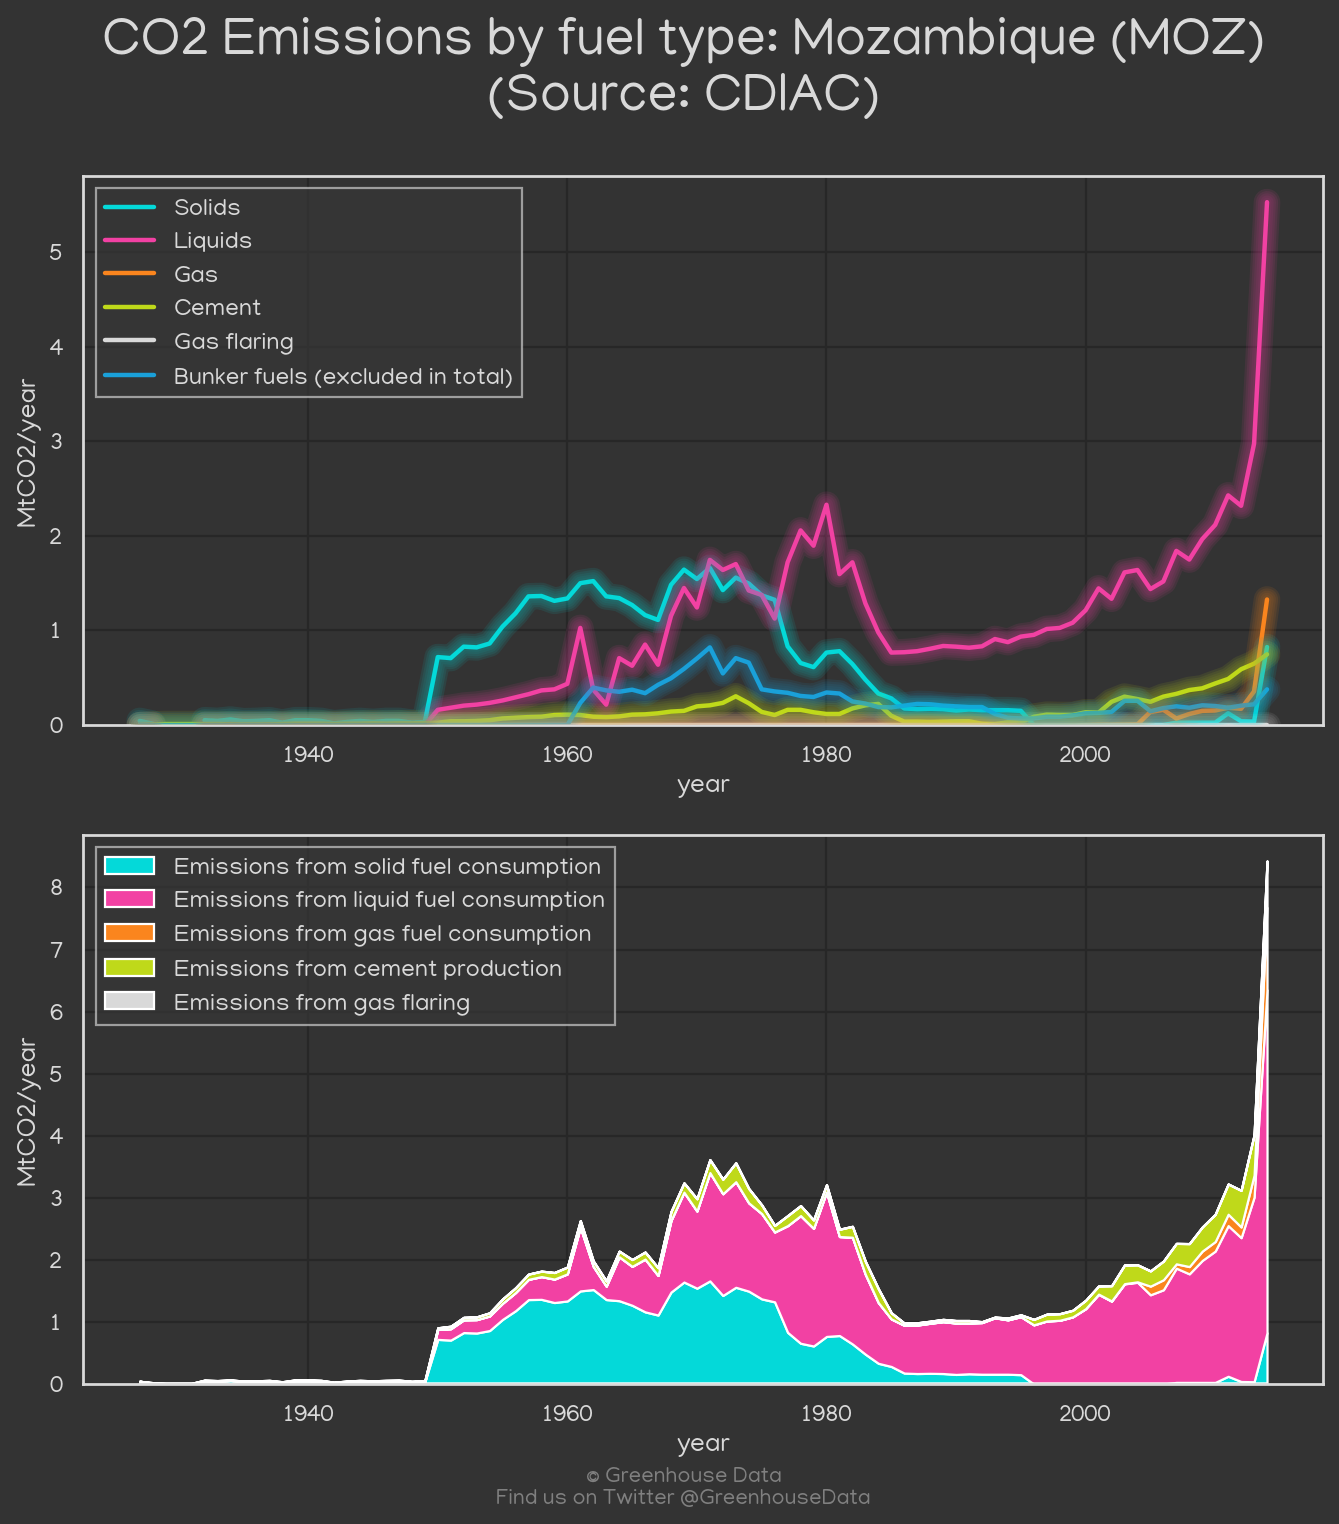 CO2 Emissions by fuel type: Mozambique (MOZ)
(Source: CDIAC)
Solids
Liquids
Gas
Cement
Gas flaring
Bunker fuels (excluded in total)
MtCO2/year
5
4
3
2
1
0
1940 1960 1980 2000
year
Emissions from solid fuel consumption
Emissions from liquid fuel consumption
Emissions from gas fuel consumption
Emissions from cement production
Emissions from gas flaring
MtCO2/year
8
7
6
5
4
3
2
1
0
1940 1960 1980 2000
year
© Greenhouse Data
Find us on Twitter @GreenhouseData